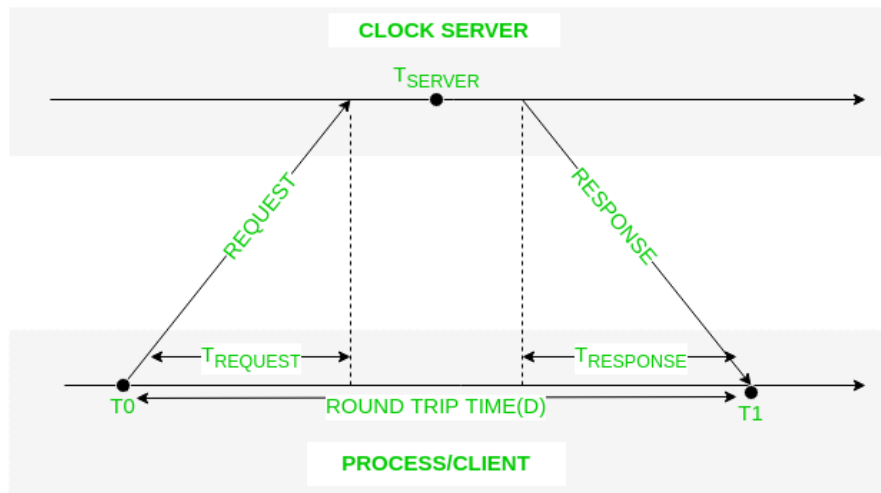 CLOCK SERVER
TSERVER
REQUEST
RESPONSE
TREQUEST
TRESPONSE
T0
ROUND TRIP TIME(D)
T1
PROCESS/CLIENT